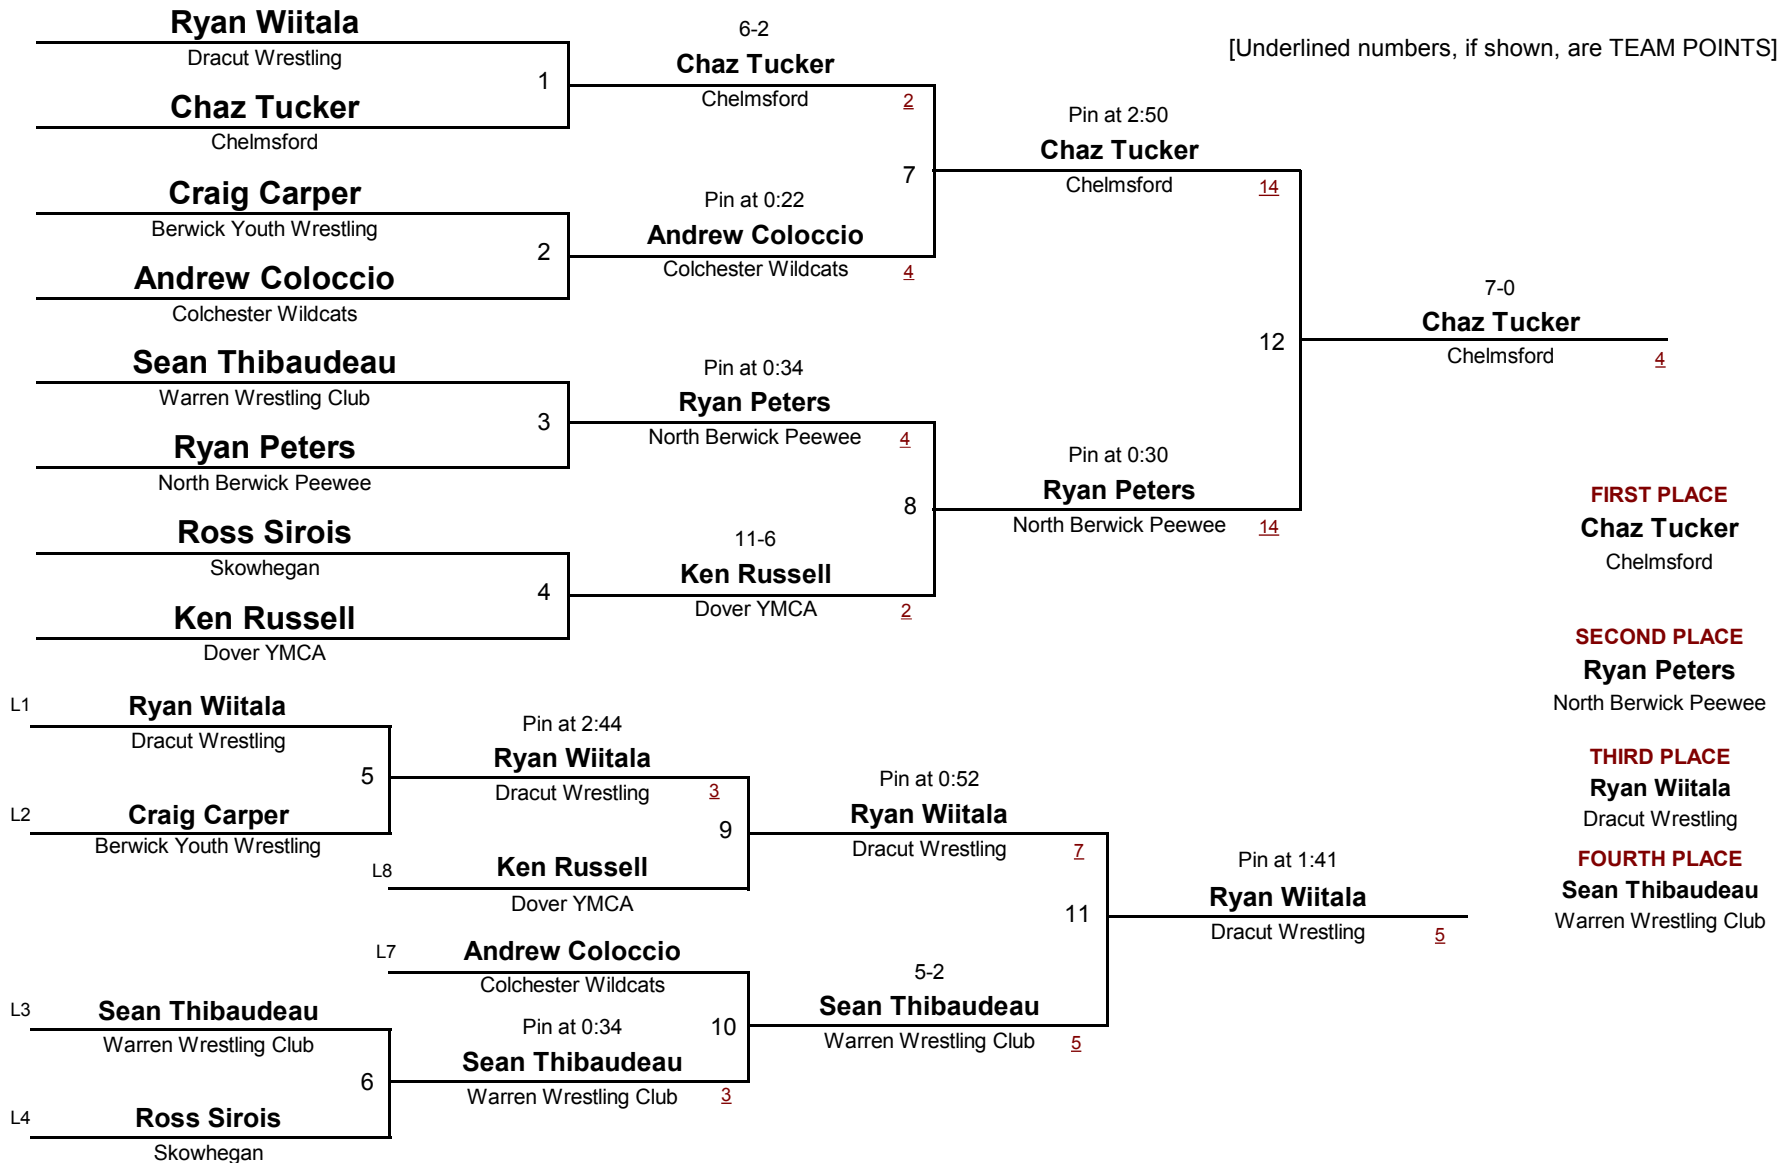 [Underlined numbers, if shown, are TEAM POINTS]
Ryan Wiitala
Dracut Wrestling
1
Chaz Tucker
Chelmsford
6-2
Chaz Tucker
Chelmsford 2
Craig Carper
Berwick Youth Wrestling
2
Andrew Coloccio
Colchester Wildcats
Pin at 0:22
Andrew Coloccio
Colchester Wildcats 4
7
Pin at 2:50
Chaz Tucker
Chelmsford 14
Sean Thibaudeau
Warren Wrestling Club
3
Ryan Peters
North Berwick Peewee
Pin at 0:34
Ryan Peters
North Berwick Peewee 4
Ross Sirois
Skowhegan
4
Ken Russell
Dover YMCA
11-6
Ken Russell
Dover YMCA 2
8
Pin at 0:30
Ryan Peters
North Berwick Peewee 14
12
7-0
Chaz Tucker
Chelmsford 4
FIRST PLACE
Chaz Tucker
Chelmsford
SECOND PLACE
Ryan Peters
North Berwick Peewee
THIRD PLACE
Ryan Wiitala
Dracut Wrestling
FOURTH PLACE
Sean Thibaudeau
Warren Wrestling Club
L1 Ryan Wiitala
Dracut Wrestling
5
L2 Craig Carper
Berwick Youth Wrestling
Pin at 2:44
Ryan Wiitala
Dracut Wrestling 3
9
L8 Ken Russell
Dover YMCA
Pin at 0:52
Ryan Wiitala
Dracut Wrestling 7
L7 Andrew Coloccio
Colchester Wildcats
10
L3 Sean Thibaudeau
Warren Wrestling Club
6
L4 Ross Sirois
Skowhegan
Pin at 0:34
Sean Thibaudeau
Warren Wrestling Club 3
5-2
Sean Thibaudeau
Warren Wrestling Club 5
11
Pin at 1:41
Ryan Wiitala
Dracut Wrestling 5